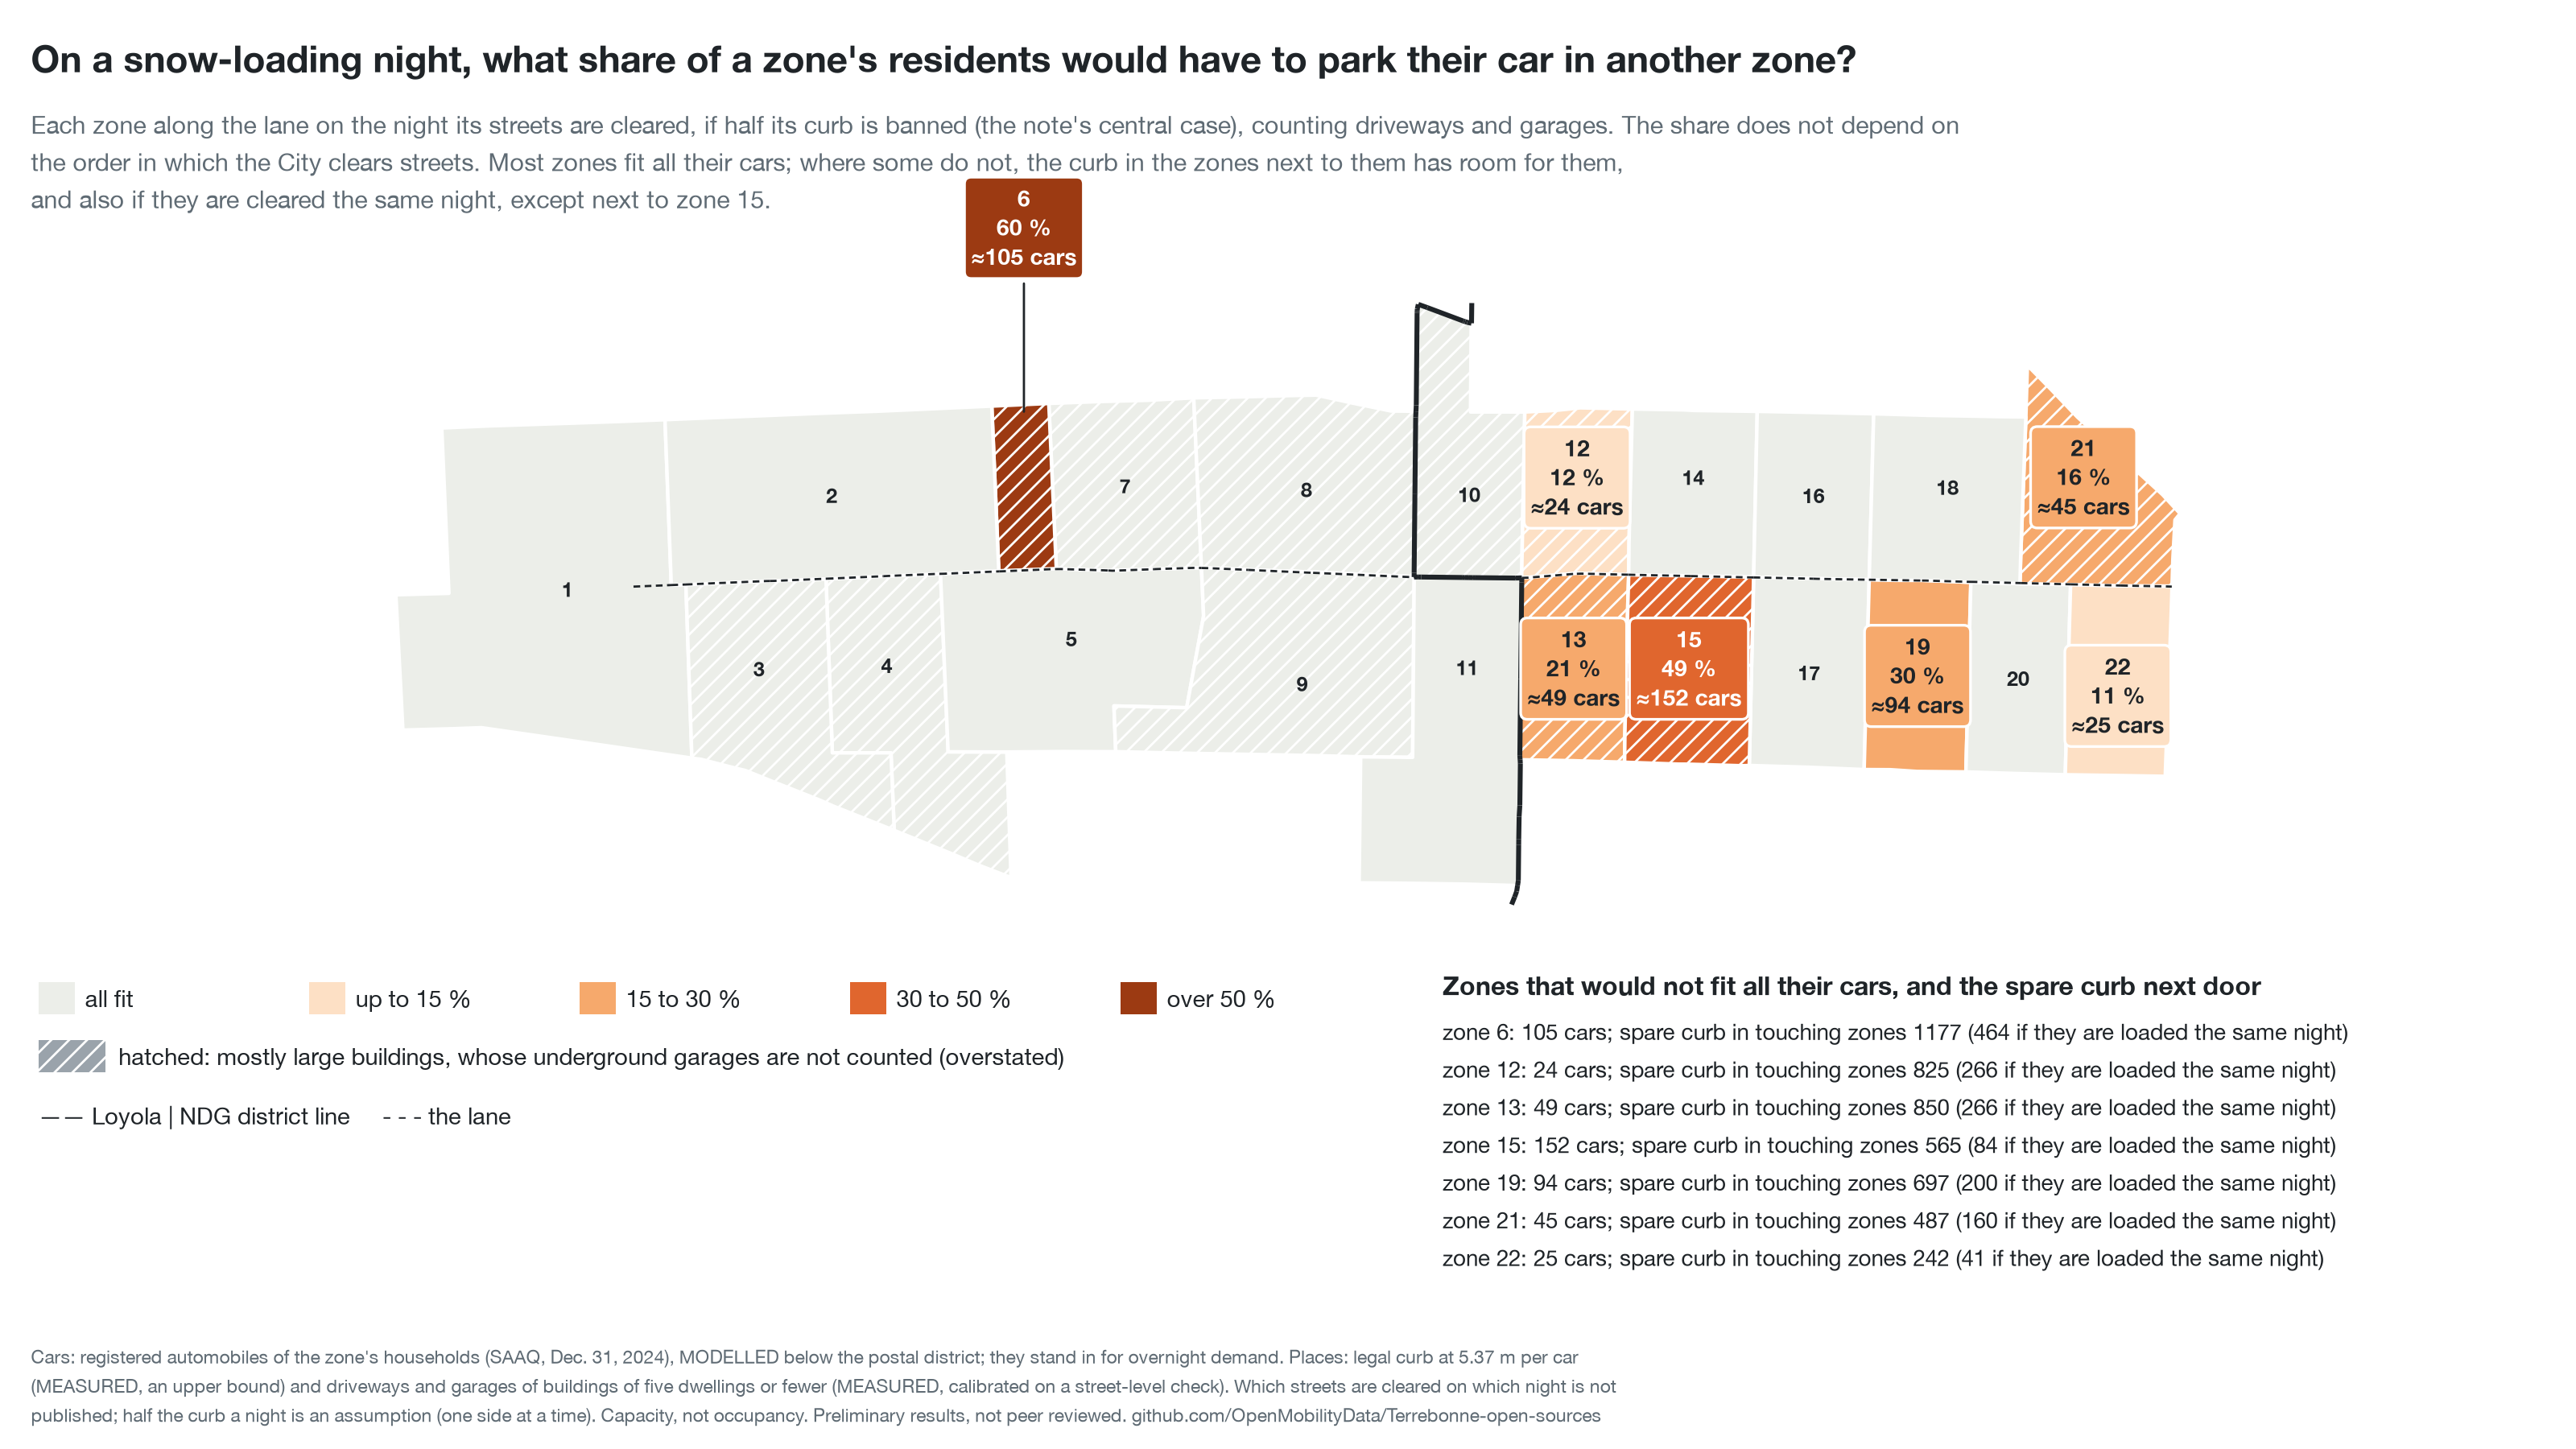 On a snow-loading night, what share of a zone's residents would have to park their car in another zone?
Each zone along the lane on the night its streets are cleared, if half its curb is banned (the note's central case), counting driveways and garages. The share does not depend on
the order in which the City clears streets. Most zones fit all their cars; where some do not, the curb in the zones next to them has room for them,
and also if they are cleared the same night, except next to zone 15.
6
60 %
≈105 cars
1
2
3
4
5
7
8
9
10
11
12
12 %
≈24 cars
13
21 %
≈49 cars
14
15
49 %
≈152 cars
16
17
18
19
30 %
≈94 cars
20
21
16 %
≈45 cars
22
11 %
≈25 cars
all fit
up to 15 %
15 to 30 %
30 to 50 %
over 50 %
hatched: mostly large buildings, whose underground garages are not counted (overstated)
—— Loyola | NDG district line
- - - the lane
Zones that would not fit all their cars, and the spare curb next door
zone 6: 105 cars; spare curb in touching zones 1177 (464 if they are loaded the same night)
zone 12: 24 cars; spare curb in touching zones 825 (266 if they are loaded the same night)
zone 13: 49 cars; spare curb in touching zones 850 (266 if they are loaded the same night)
zone 15: 152 cars; spare curb in touching zones 565 (84 if they are loaded the same night)
zone 19: 94 cars; spare curb in touching zones 697 (200 if they are loaded the same night)
zone 21: 45 cars; spare curb in touching zones 487 (160 if they are loaded the same night)
zone 22: 25 cars; spare curb in touching zones 242 (41 if they are loaded the same night)
Cars: registered automobiles of the zone's households (SAAQ, Dec. 31, 2024), MODELLED below the postal district; they stand in for overnight demand. Places: legal curb at 5.37 m per car
(MEASURED, an upper bound) and driveways and garages of buildings of five dwellings or fewer (MEASURED, calibrated on a street-level check). Which streets are cleared on which night is not
published; half the curb a night is an assumption (one side at a time). Capacity, not occupancy. Preliminary results, not peer reviewed. github.com/OpenMobilityData/Terrebonne-open-sources